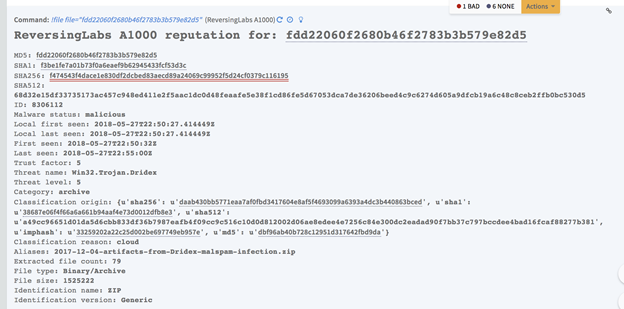 1 BAD 6 NONE Actions
Command: !file file="fdd22060f2680b46f2783b3b579e82d5" (ReversingLabs A1000)
ReversingLabs A1000 reputation for: fdd22060f2680b46f2783b3b579e82d5
MD5: fdd22060f2680b46f2783b3b579e82d5
SHA1: f3be1fe7a01b73f0a6eaef9b62945433fcf53d3c
SHA256: f474543f4dace1e830df2dcbed83aecd89a24069c99952f5d24cf0379c116195
SHA512:
68d32e15df33735173ac457c948ed411e2f5aac1dc0d48feaafe5e38f1cd86fe5d67053dca7de36206beed4c9c6274d605a9dfcb19a6c48c8ceb2ffb0bc530d5
ID: 8306112
Malware status: malicious
Local first seen: 2018-05-27T22:50:27.414449Z
Local last seen: 2018-05-27T22:50:27.414449Z
First seen: 2018-05-27T22:50:32Z
Last seen: 2018-05-27T22:55:00Z
Trust factor: 5
Threat name: Win32.Trojan.Dridex
Threat level: 5
Category: archive
Classification origin: {u'sha256': u'daab430bb5771eaa7af0fbd3417604e8af5f4693099a6393a4dc3b440863bced', u'sha1':
u'38687e06f4f66a6a661b94aaf4e73d0012dfb8e3', u'sha512':
u'a49cc96651d01da5d6cbb833df36b7987eafb4f09cc9c516c10d0d812002d06ae8edee4e7256c84e300dc2eadad90f7bb37c797bccdee4bad16fcaf88277b381',
u'imphash': u'33259202a22c25d002be697749eb957e', u'md5': u'dbf96ab40b728c12951d317642fbd9da'}
Classification reason: cloud
Aliases: 2017-12-04-artifacts-from-Dridex-malspam-infection.zip
Extracted file count: 79
File type: Binary/Archive
File size: 1525222
Identification name: ZIP
Identification version: Generic